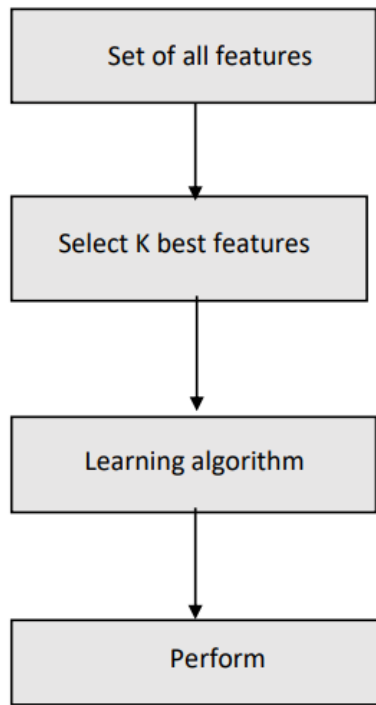 Set of all features
Select K best features
Learning algorithm
Perform